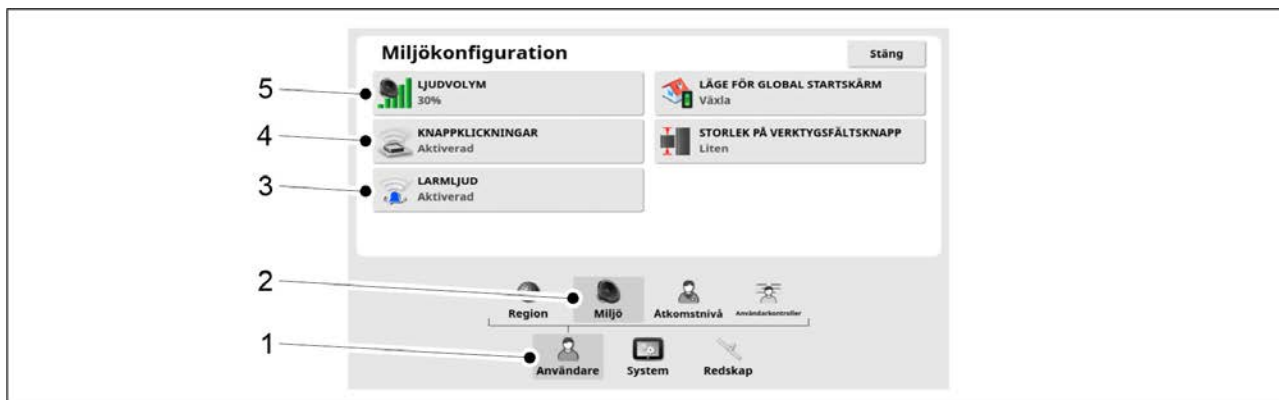 Miljökonfiguration
Stäng
5
LJUDVOLYM
30%
LÄGE FÖR GLOBAL STARTSKÄRM
Växla
4
KNAPPKLICKNINGAR
Aktiverad
STORLEK PÅ VERKTYGSFÄLTSKNAPP
Liten
3
LARMLJUD
Aktiverad
2
Region
Miljö
Åtkomstnivå
Användarkontroller
1
Användare
System
Redskap